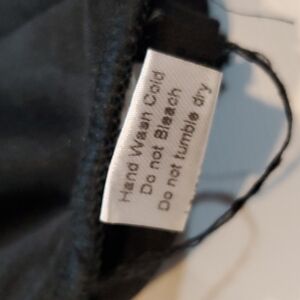 Hand Wash Cold
Do not Bleach
Do not tumble dry